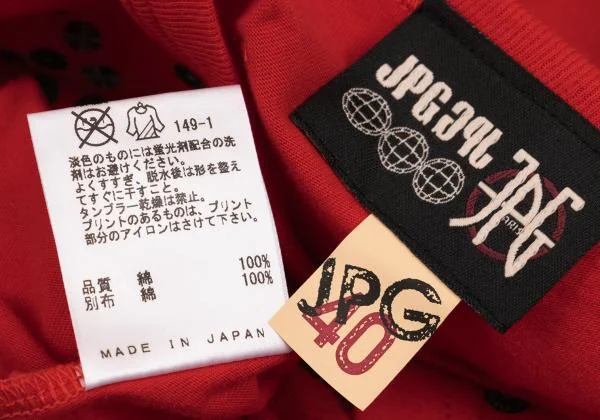 149-1
淡色のものには蛍光剤配合の洗
剤はお避けください。
よくすすぎ、脱水後は形を整え
てすぐに干すこと。
タンブラー乾燥は禁止。
プリントのあるものは、プリント
部分のアイロンはさけて下さい。
品質 綿 100%
別布 綿 100%
MADE IN JAPAN
JPG JPG
JPG
PARIS
JPG
40